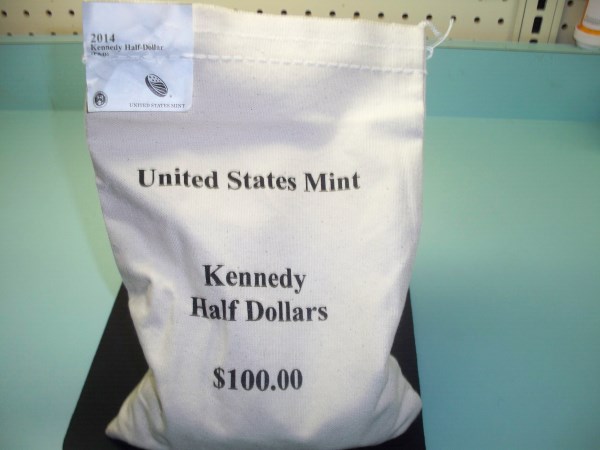 2014
Kennedy Half-Dollar
UNITED STATES MINT
United States Mint
Kennedy
Half Dollars
$100.00